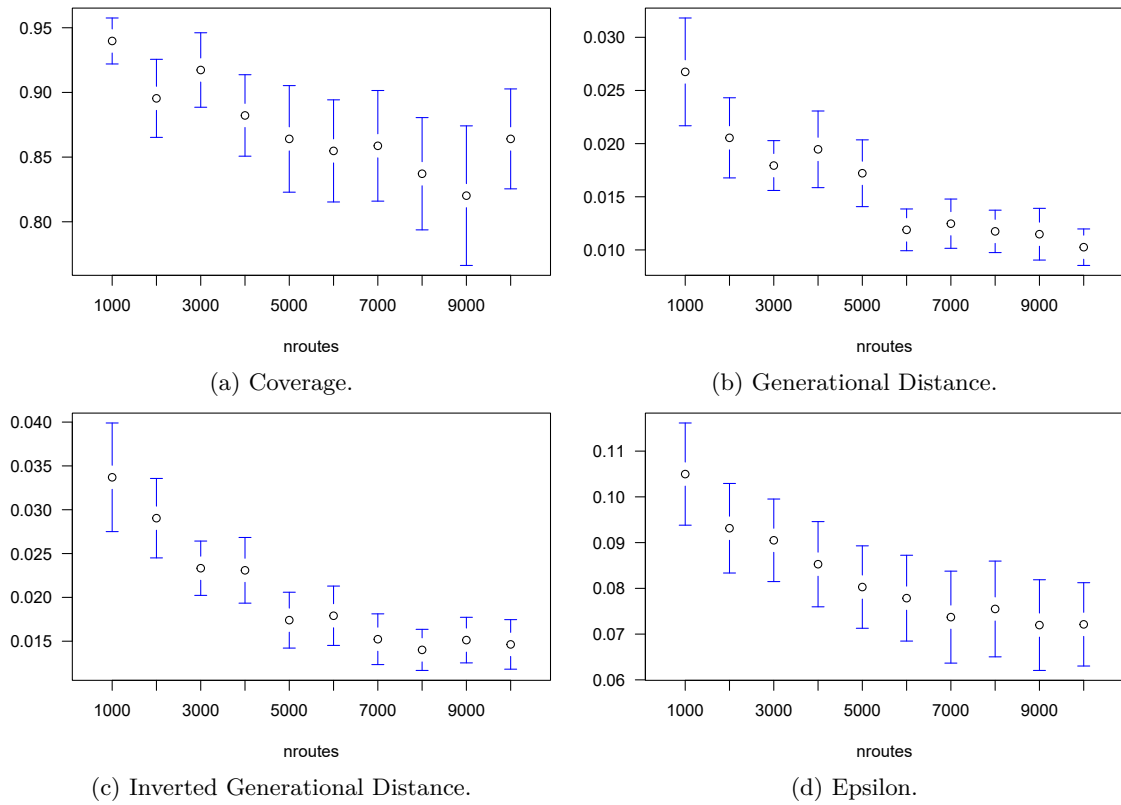 0.95
0.90
0.85
0.80
1000 3000 5000 7000 9000
nroutes
(a) Coverage.
0.030
0.025
0.020
0.015
0.010
1000 3000 5000 7000 9000
nroutes
(b) Generational Distance.
0.040
0.035
0.030
0.025
0.020
0.015
1000 3000 5000 7000 9000
nroutes
(c) Inverted Generational Distance.
0.11
0.10
0.09
0.08
0.07
0.06
1000 3000 5000 7000 9000
nroutes
(d) Epsilon.